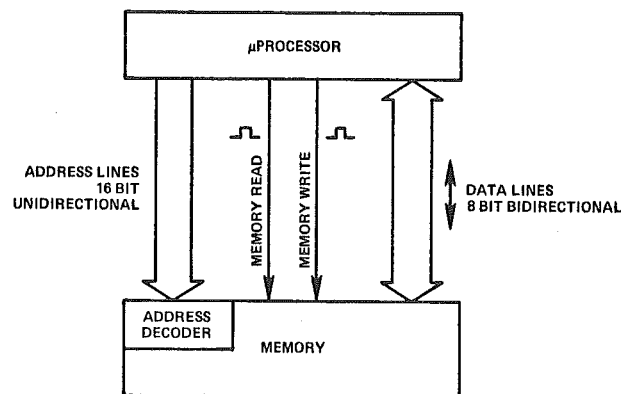 µPROCESSOR
ADDRESS LINES
16 BIT
UNIDIRECTIONAL
MEMORY READ
MEMORY WRITE
DATA LINES
8 BIT BIDIRECTIONAL
ADDRESS
DECODER
MEMORY